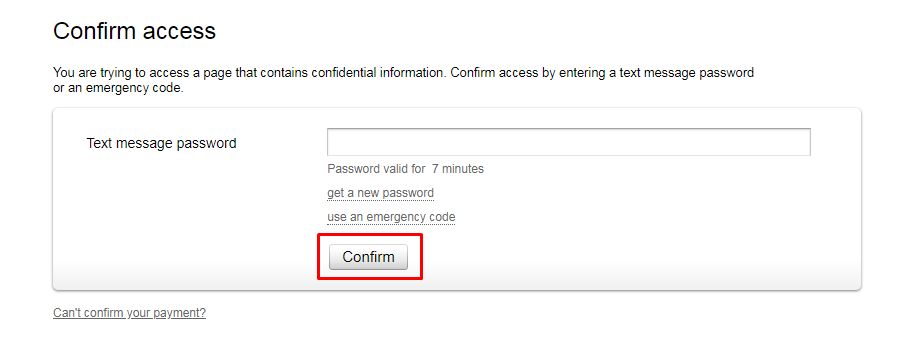 Confirm access
You are trying to access a page that contains confidential information. Confirm access by entering a text message password
or an emergency code.
Text message password
Password valid for 7 minutes
get a new password
use an emergency code
Confirm
Can't confirm your payment?